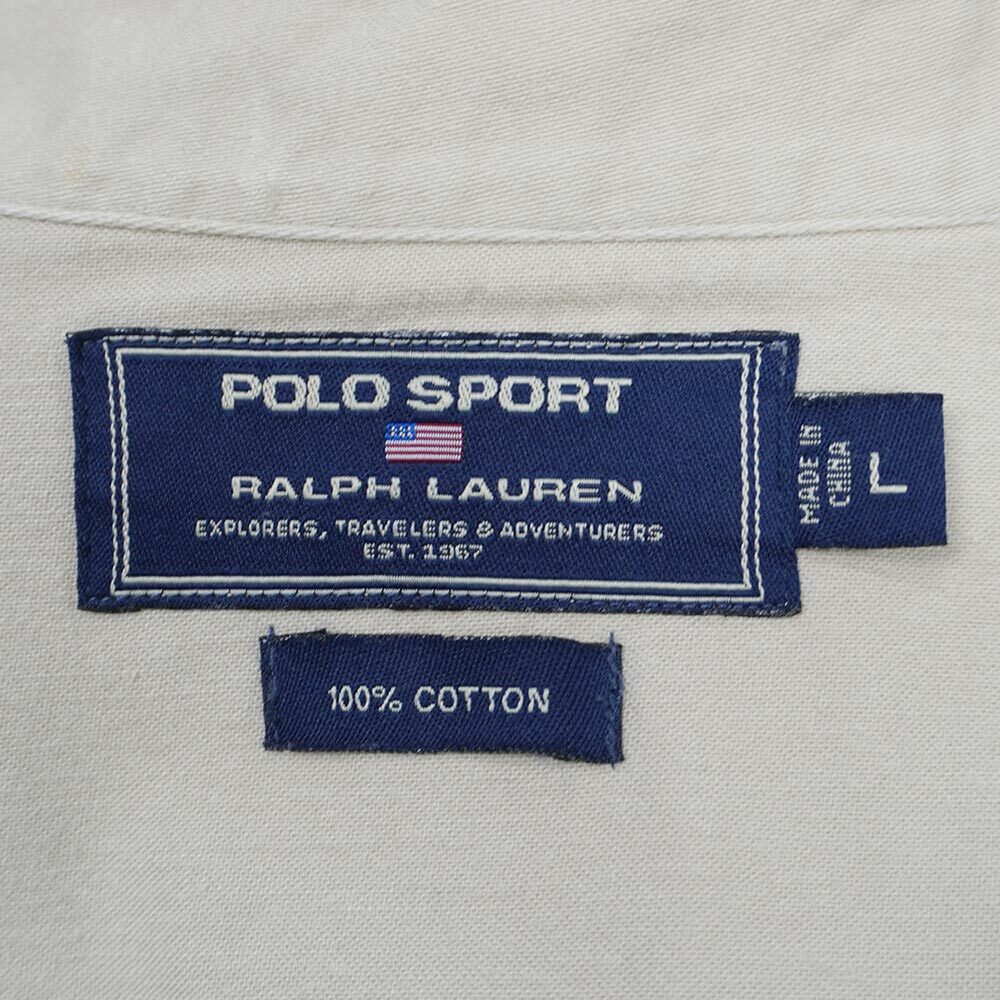 POLO SPORT
RALPH LAUREN
EXPLORERS, TRAVELERS & ADVENTURERS
EST. 1967
MADE IN
CHINA
L
100% COTTON